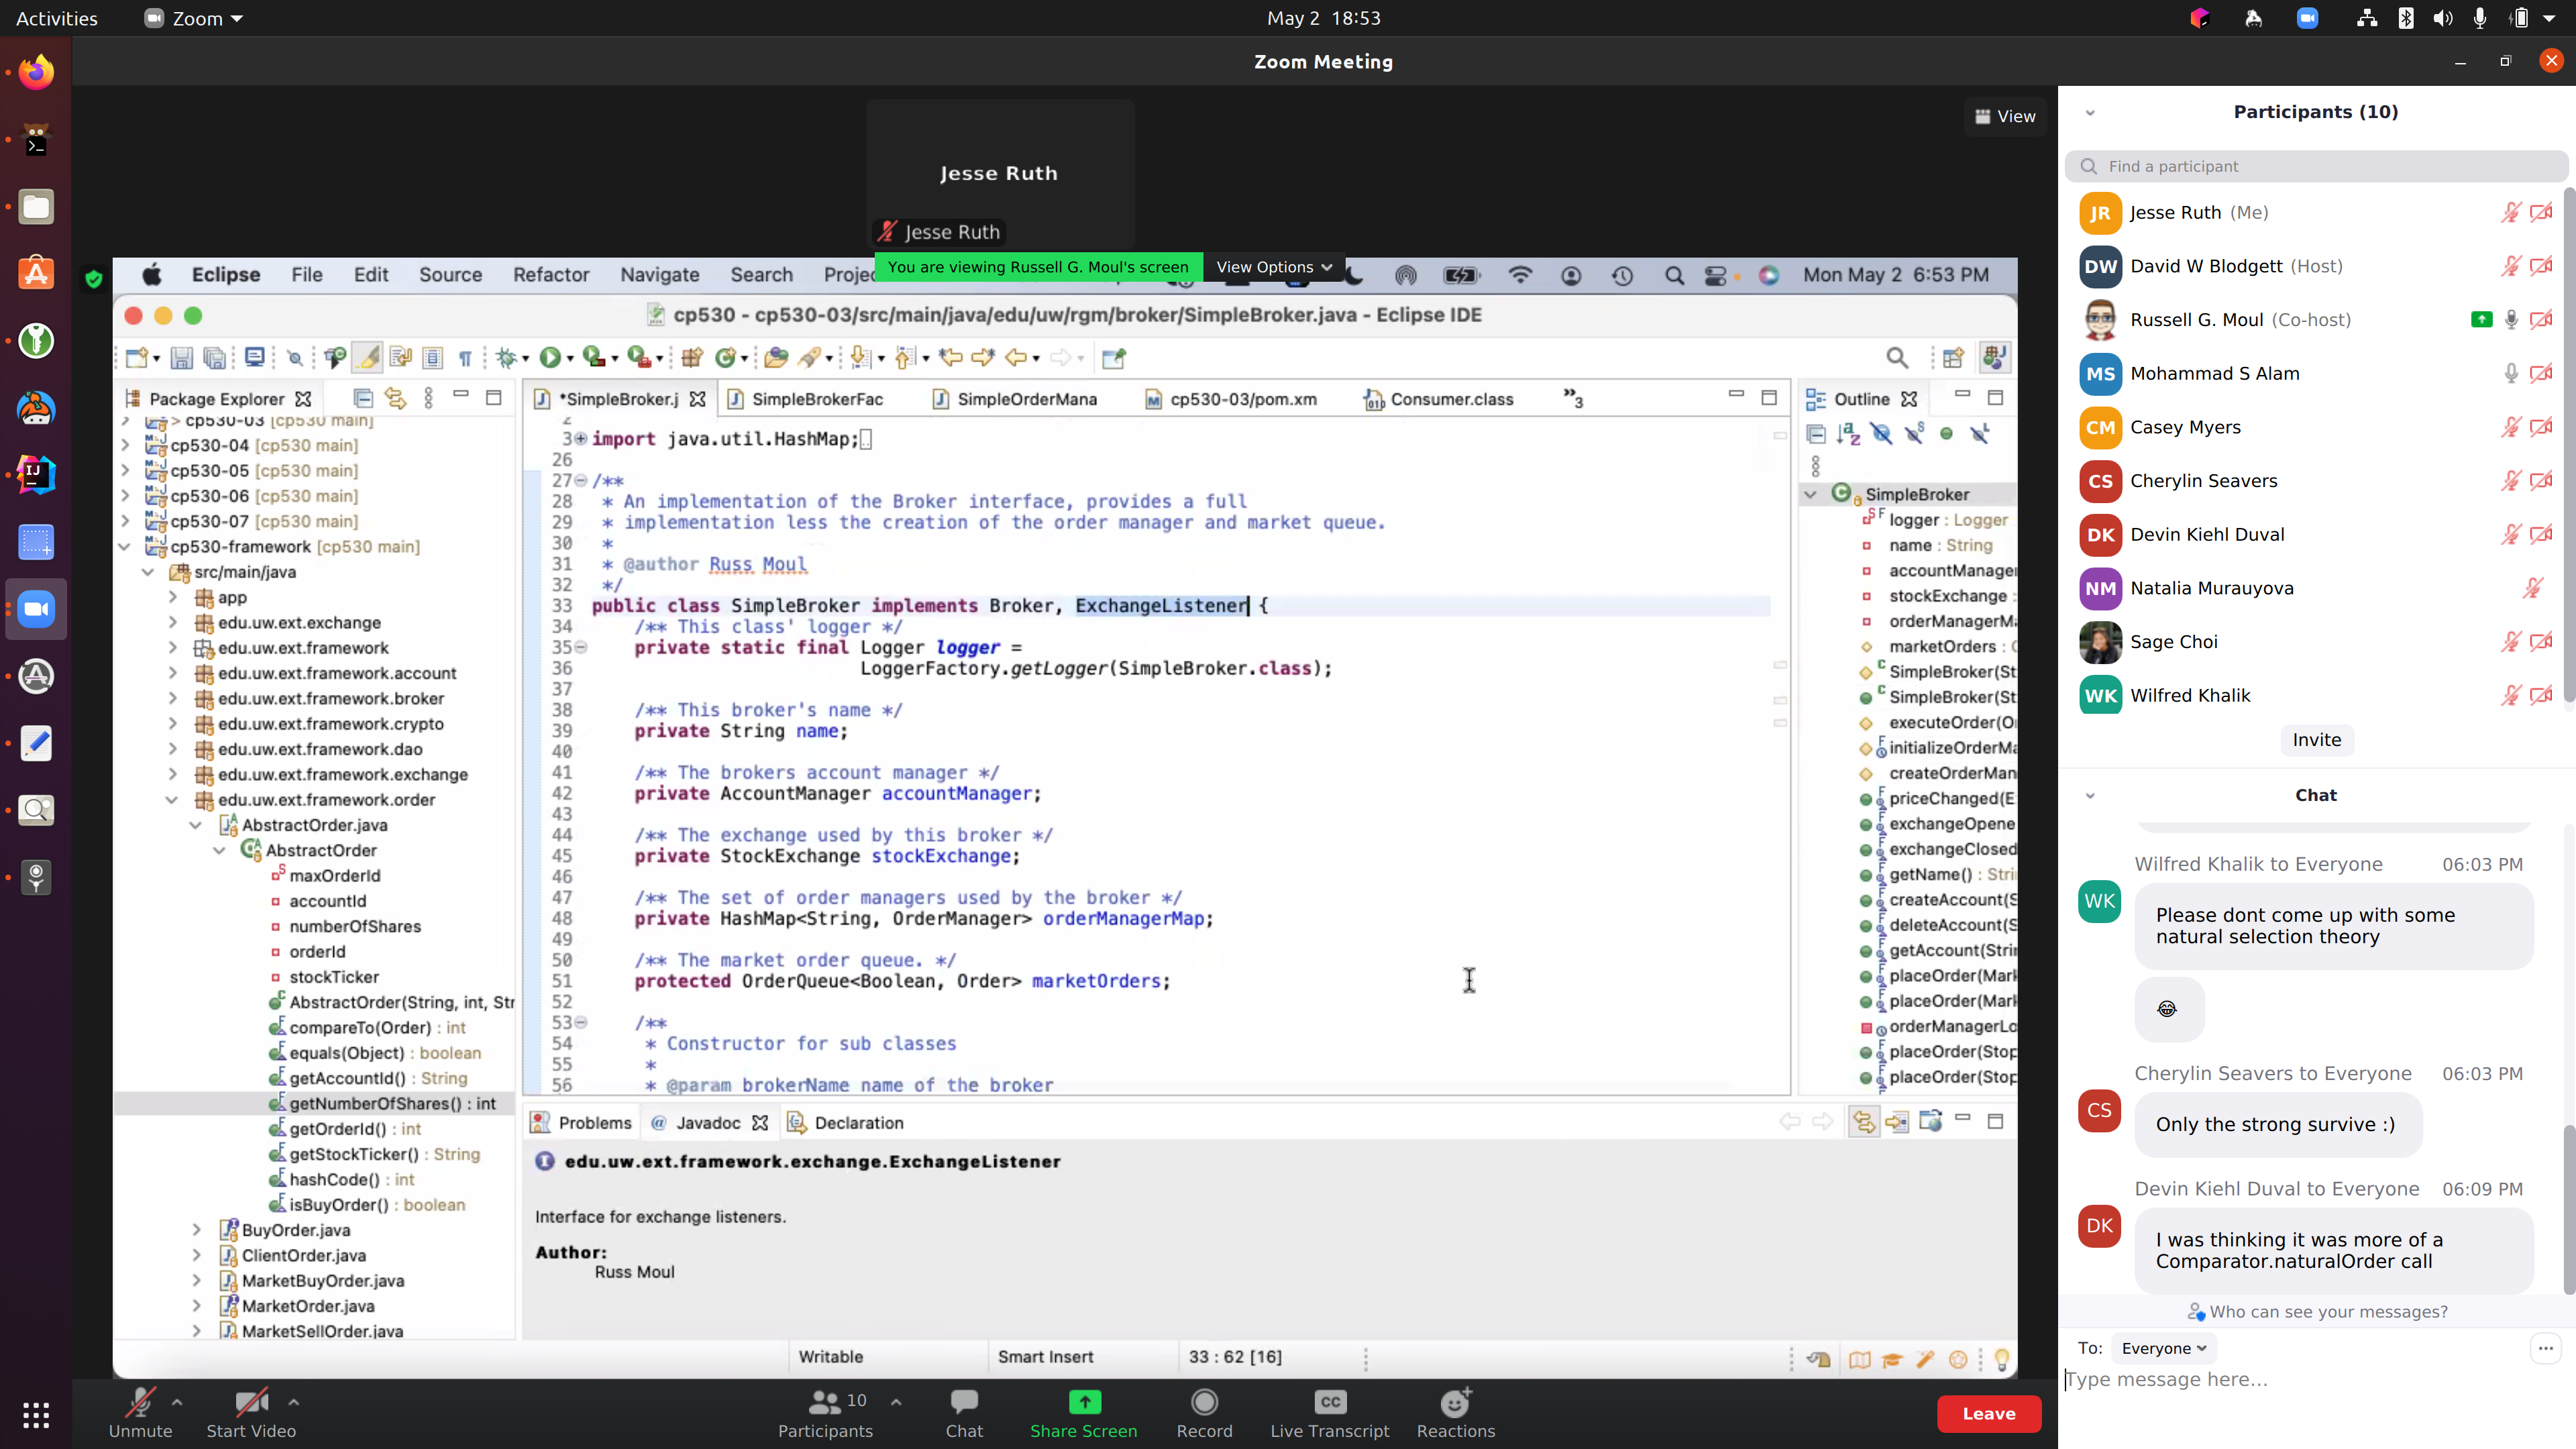 Activities
Zoom
May 2 18:53
Zoom Meeting
View
Jesse Ruth
Jesse Ruth
You are viewing Russell G. Moul's screen
View Options
Eclipse File Edit Source Refactor Navigate Search
Mon May 2 6:53 PM
cp530 - cp530-03/src/main/java/edu/uw/rgm/broker/SimpleBroker.java - Eclipse IDE
Package Explorer
> cp530-03 [cp530 main]
cp530-04 [cp530 main]
cp530-05 [cp530 main]
cp530-06 [cp530 main]
cp530-07 [cp530 main]
cp530-framework [cp530 main]
src/main/java
app
edu.uw.ext.exchange
edu.uw.ext.framework
edu.uw.ext.framework.account
edu.uw.ext.framework.broker
edu.uw.ext.framework.crypto
edu.uw.ext.framework.dao
edu.uw.ext.framework.exchange
edu.uw.ext.framework.order
AbstractOrder.java
AbstractOrder
maxOrderId
accountId
numberOfShares
orderId
stockTicker
AbstractOrder(String, int, Str
compareTo(Order) : int
equals(Object) : boolean
getAccountId() : String
getNumberOfShares() : int
getOrderId() : int
getStockTicker() : String
hashCode() : int
isBuyOrder() : boolean
BuyOrder.java
ClientOrder.java
MarketBuyOrder.java
MarketOrder.java
MarketSellOrder.java
*SimpleBroker.j
SimpleBrokerFac
SimpleOrderMana
cp530-03/pom.xm
Consumer.class
»3
2
3 import java.util.HashMap;
26
27 /**
28 * An implementation of the Broker interface, provides a full
29 * implementation less the creation of the order manager and market queue.
30 *
31 * @author Russ Moul
32 */
33 public class SimpleBroker implements Broker, ExchangeListener {
34 /** This class' logger */
35 private static final Logger logger =
36 LoggerFactory.getLogger(SimpleBroker.class);
37
38 /** This broker's name */
39 private String name;
40
41 /** The brokers account manager */
42 private AccountManager accountManager;
43
44 /** The exchange used by this broker */
45 private StockExchange stockExchange;
46
47 /** The set of order managers used by the broker */
48 private HashMap<String, OrderManager> orderManagerMap;
49
50 /** The market order queue. */
51 protected OrderQueue<Boolean, Order> marketOrders;
52
53 /**
54 * Constructor for sub classes
55 *
56 * @param brokerName name of the broker
Outline
SimpleBroker
logger : Logger
name : String
accountManager
stockExchange :
orderManagerMa
marketOrders : 
SimpleBroker(St
SimpleBroker(St
executeOrder(O
initializeOrderMa
createOrderMan
priceChanged(E
exchangeOpene
exchangeClosed
getName() : Stri
createAccount(S
deleteAccount(S
getAccount(Strin
placeOrder(Mark
placeOrder(Mark
orderManagerLo
placeOrder(Stop
placeOrder(Stop
Problems
@ Javadoc
Declaration
edu.uw.ext.framework.exchange.ExchangeListener
Interface for exchange listeners.
Author:
Russ Moul
Writable
Smart Insert
33 : 62 [16]
Unmute
Start Video
10
Participants
Chat
Share Screen
Record
CC
Live Transcript
Reactions
Leave
Participants (10)
Find a participant
JR Jesse Ruth (Me)
DW David W Blodgett (Host)
Russell G. Moul (Co-host)
MS Mohammad S Alam
CM Casey Myers
CS Cherylin Seavers
DK Devin Kiehl Duval
NM Natalia Murauyova
Sage Choi
WK Wilfred Khalik
Invite
Chat
Wilfred Khalik to Everyone 06:03 PM
WK
Please dont come up with some
natural selection theory
😂
Cherylin Seavers to Everyone 06:03 PM
CS
Only the strong survive :)
Devin Kiehl Duval to Everyone 06:09 PM
DK
I was thinking it was more of a
Comparator.naturalOrder call
Who can see your messages?
To: Everyone
Type message here...